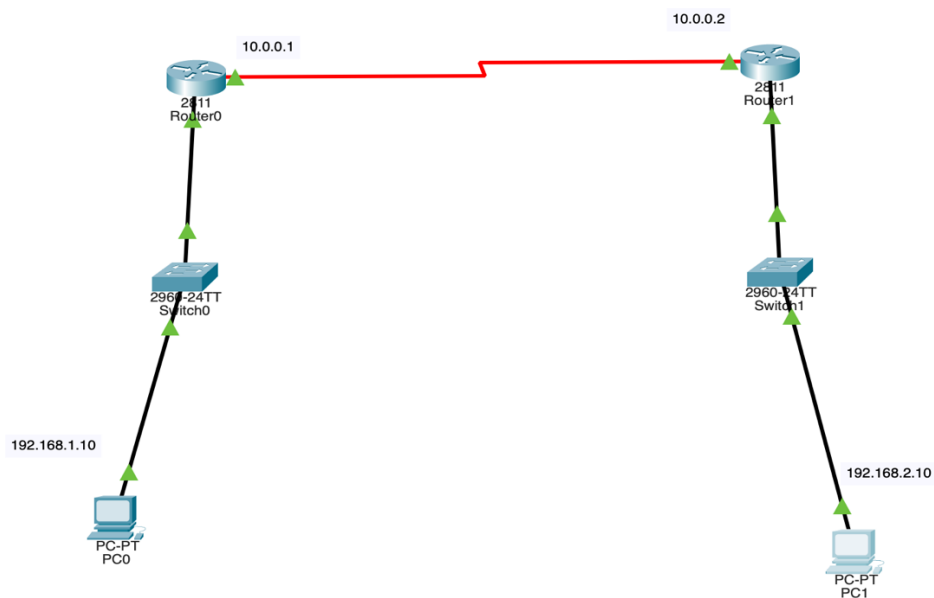 10.0.0.1
10.0.0.2
2811
Router0
2811
Router1
2960-24TT
Switch0
2960-24TT
Switch1
192.168.1.10
192.168.2.10
PC-PT
PC0
PC-PT
PC1